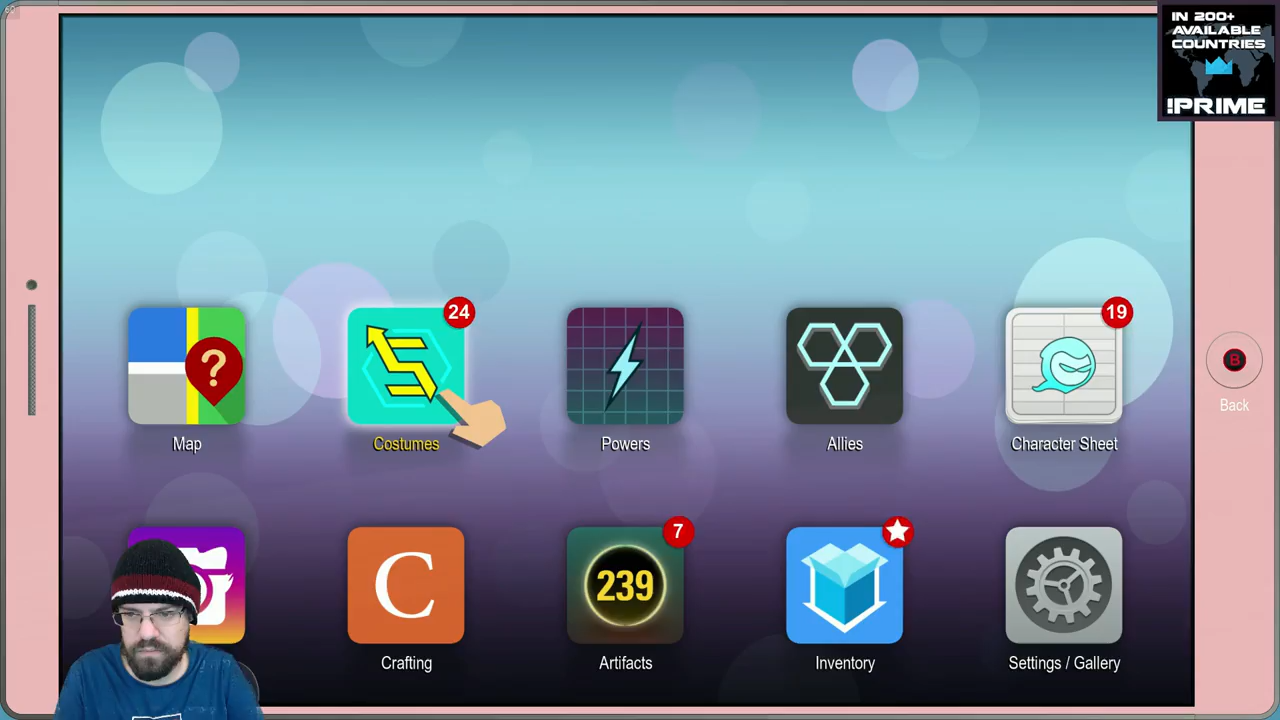 IN 200+
AVAILABLE
COUNTRIES
!PRIME
24
19
?
B
Map
Costumes
Powers
Allies
Character Sheet
Back
7
C
239
Crafting
Artifacts
Inventory
Settings / Gallery